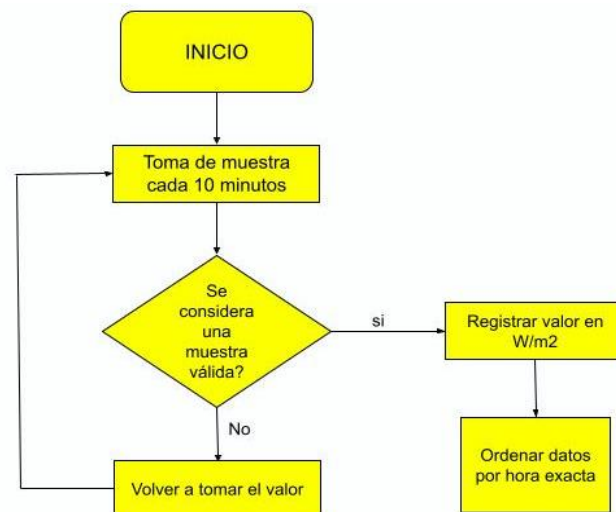 INICIO
Toma de muestra
cada 10 minutos
Se
considera
una
muestra
válida?
si
Registrar valor en
W/m2
No
Volver a tomar el valor
Ordenar datos
por hora exacta